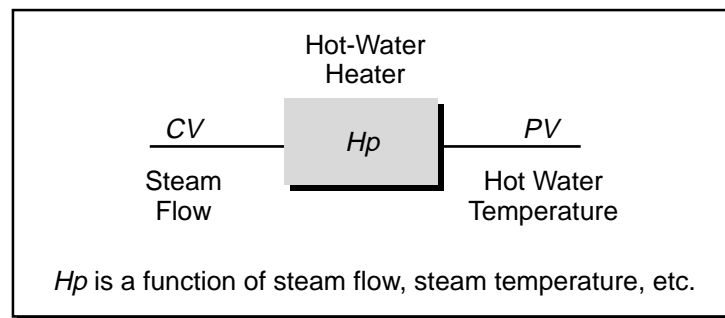 Hot-Water
Heater
CV
Hp
PV
Steam
Flow
Hot Water
Temperature
Hp is a function of steam flow, steam temperature, etc.